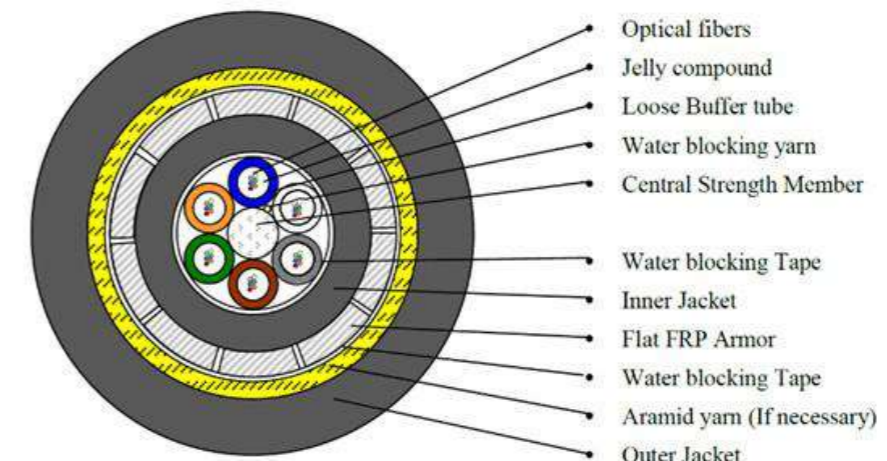 Optical fibers
Jelly compound
Loose Buffer tube
Water blocking yarn
Central Strength Member
Water blocking Tape
Inner Jacket
Flat FRP Armor
Water blocking Tape
Aramid yarn (If necessary)
Outer Jacket